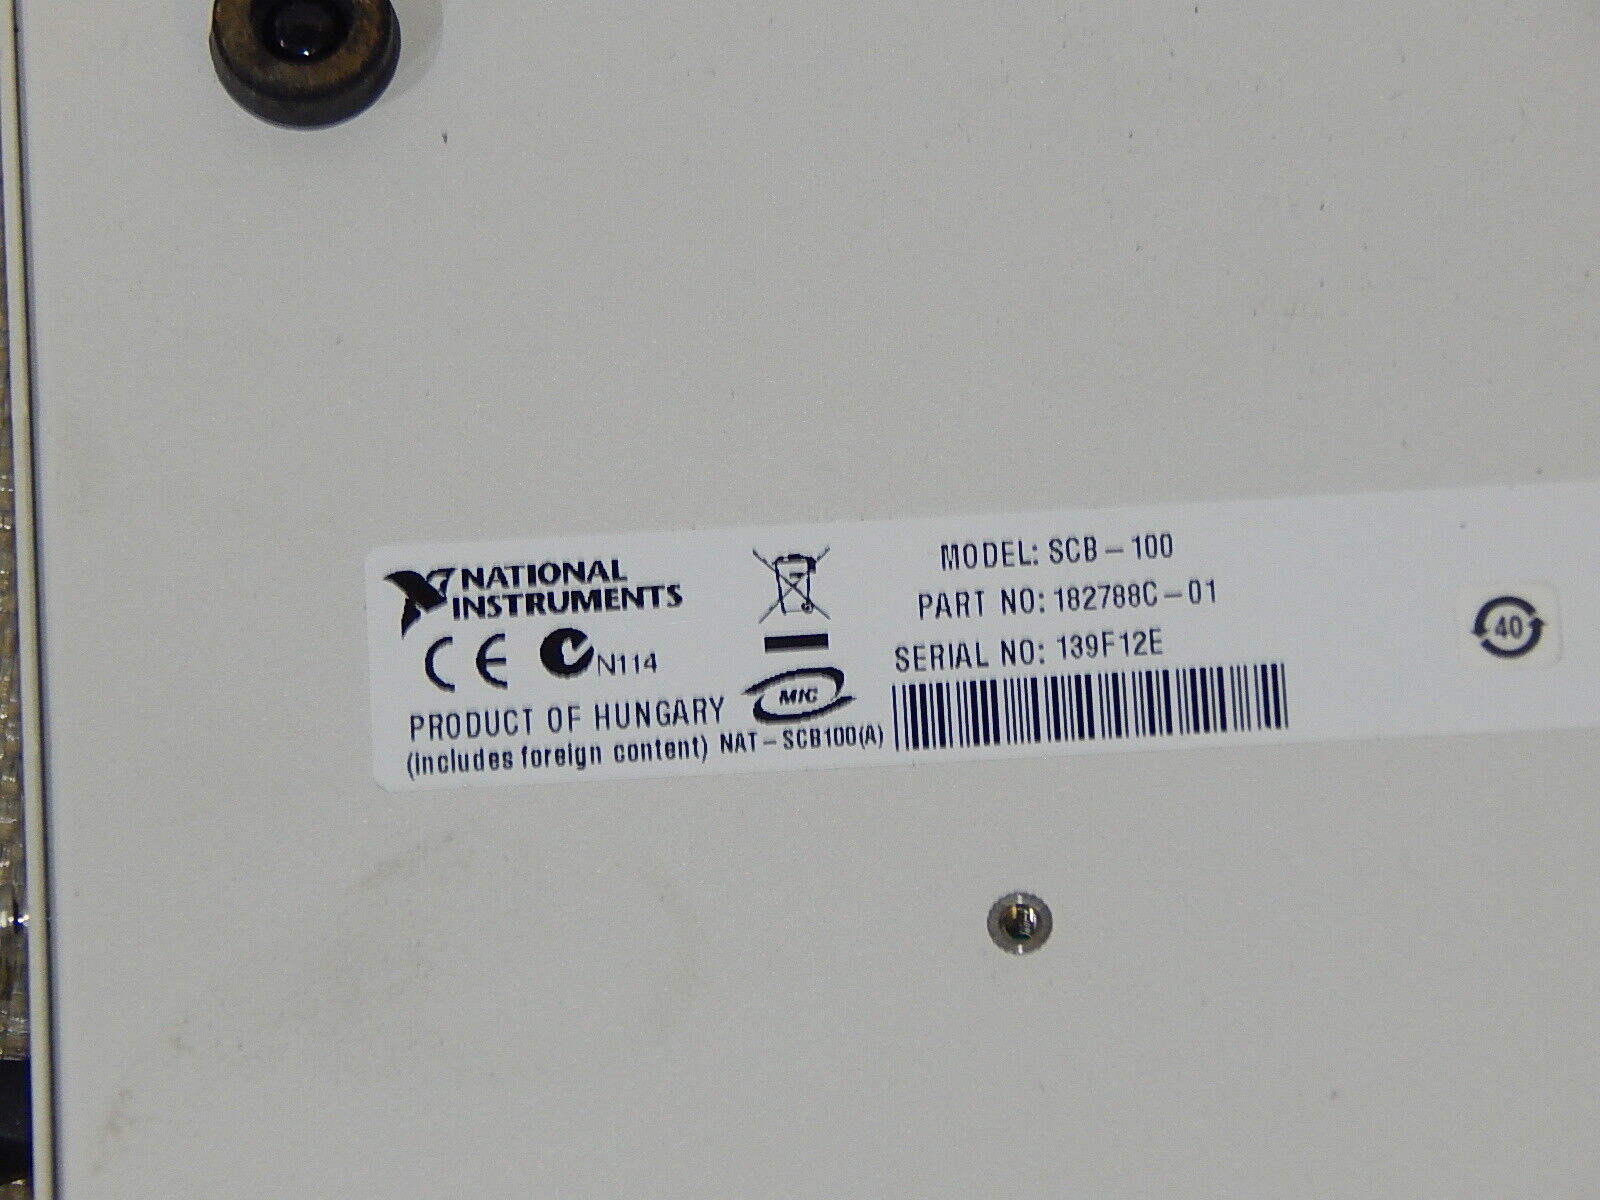 NATIONAL
INSTRUMENTS
CE N114
PRODUCT OF HUNGARY
(includes foreign content)
MIC
NAT-SCB100(A)
MODEL: SCB-100
PART NO: 182788C-01
SERIAL NO: 139F12E
40